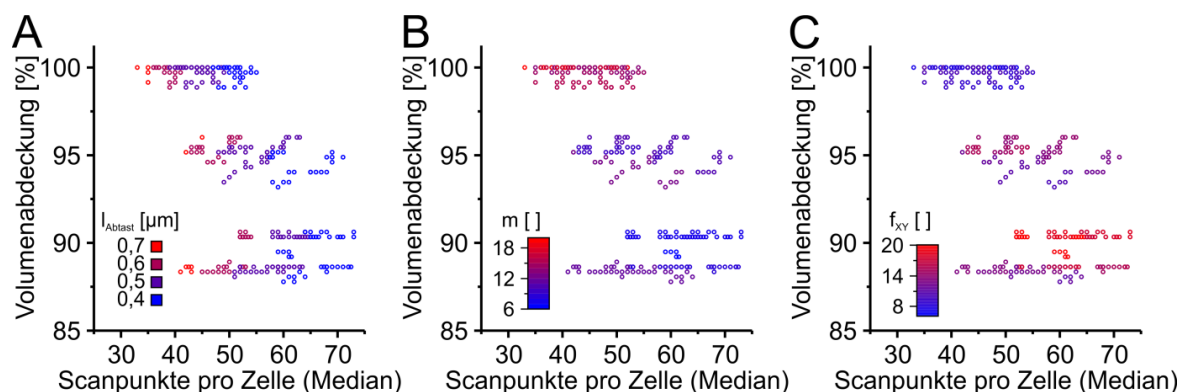 A
Volumenabdeckung [%]
100
95
90
85
l_Abtast [µm]
0,7
0,6
0,5
0,4
30 40 50 60 70
Scanpunkte pro Zelle (Median)
B
Volumenabdeckung [%]
100
95
90
85
m [ ]
18
14
10
6
30 40 50 60 70
Scanpunkte pro Zelle (Median)
C
Volumenabdeckung [%]
100
95
90
85
f_XY [ ]
20
14
8
30 40 50 60 70
Scanpunkte pro Zelle (Median)